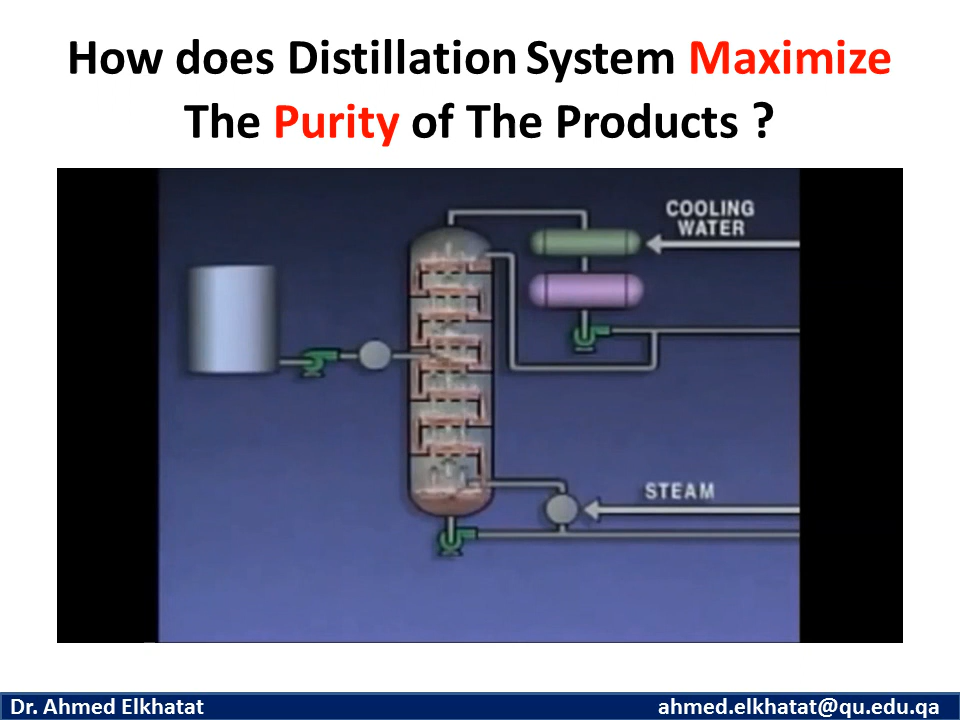 How does Distillation System Maximize
The Purity of The Products ?
COOLING
WATER
STEAM
Dr. Ahmed Elkhatat
ahmed.elkhatat@qu.edu.qa